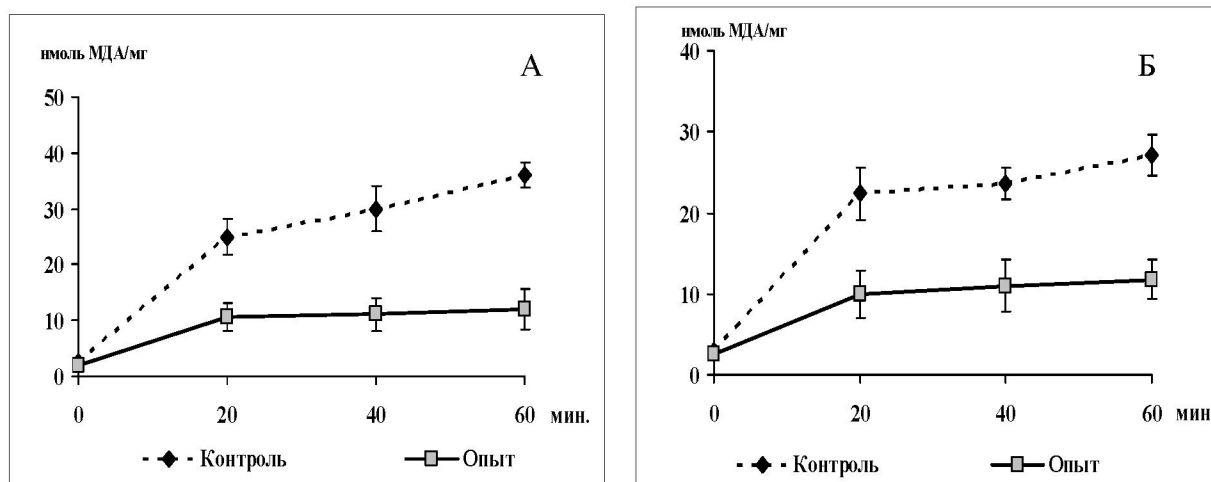 нмоль МДА/мг
А
50
40
30
20
10
0
0 20 40 60 мин.
Контроль Опыт
нмоль МДА/мг
Б
40
30
20
10
0
0 20 40 60 мин
Контроль Опыт